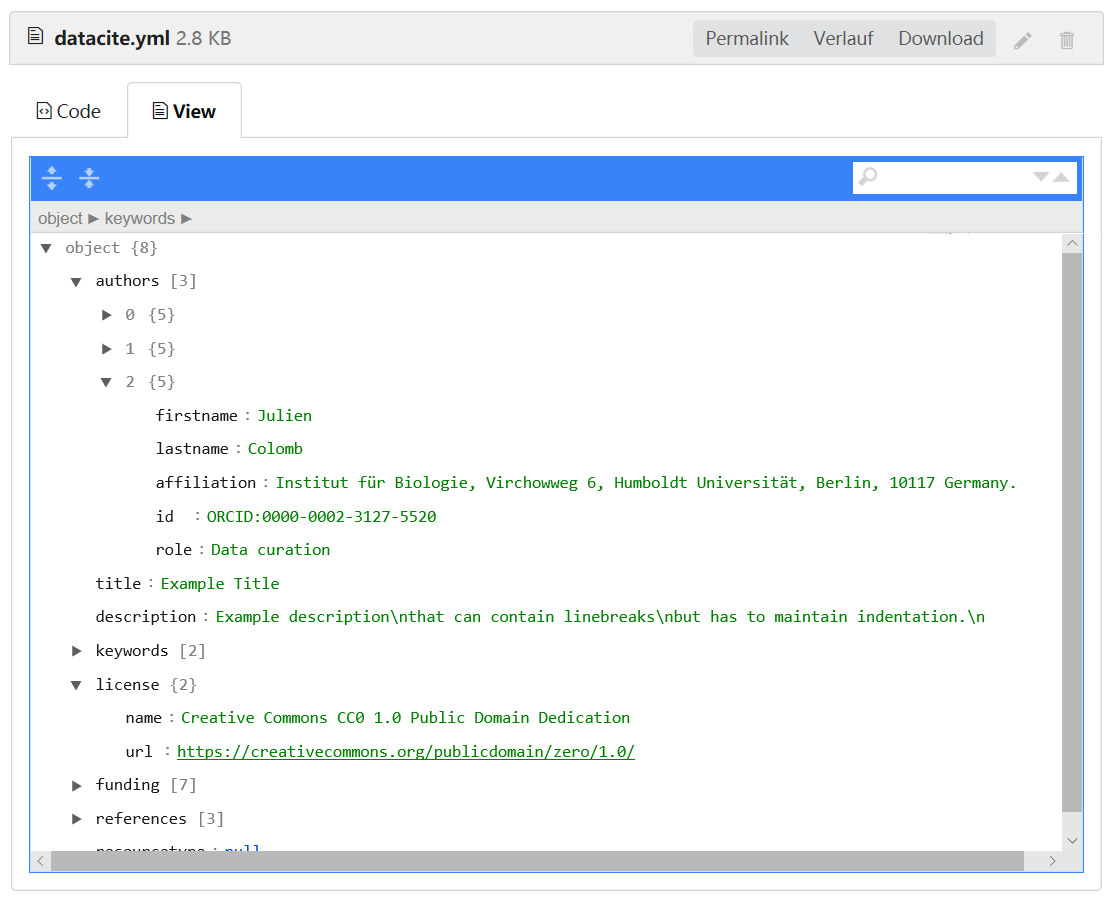 datacite.yml 2.8 KB Permalink Verlauf Download
Code View
object ▶ keywords ▶
▼ object {8}
▼ authors [3]
▶ 0 {5}
▶ 1 {5}
▼ 2 {5}
firstname : Julien
lastname : Colomb
affiliation : Institut für Biologie, Virchowweg 6, Humboldt Universität, Berlin, 10117 Germany.
id : ORCID:0000-0002-3127-5520
role : Data curation
title : Example Title
description : Example description\nthat can contain linebreaks\nbut has to maintain indentation.\n
▶ keywords [2]
▼ license {2}
name : Creative Commons CC0 1.0 Public Domain Dedication
url : https://creativecommons.org/publicdomain/zero/1.0/
▶ funding [7]
▶ references [3]
resourcetype : null